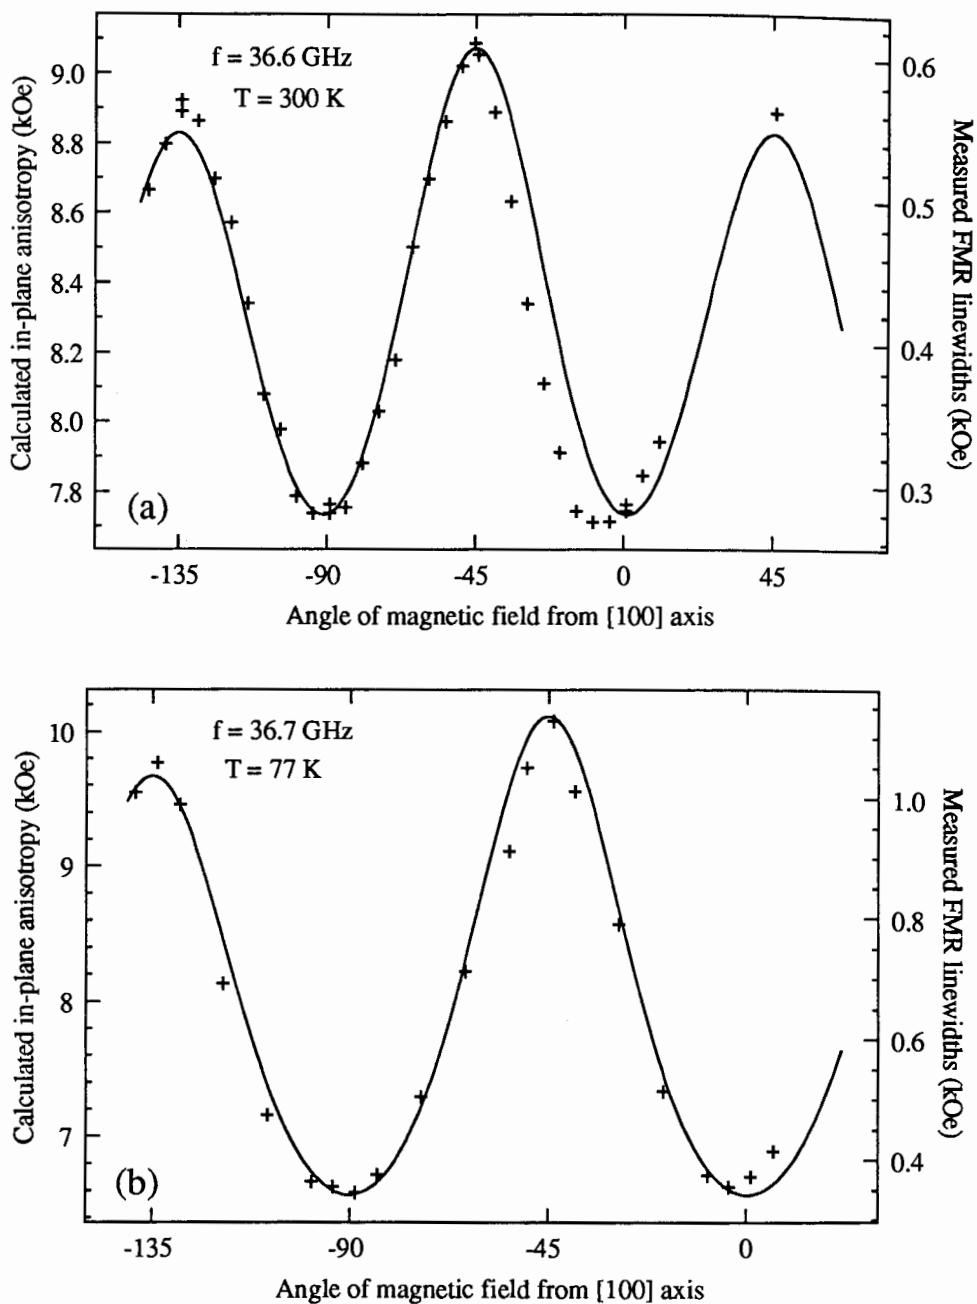 f = 36.6 GHz
T = 300 K
Calculated in-plane anisotropy (kOe)
9.0
8.8
8.6
8.4
8.2
8.0
7.8
(a)
Measured FMR linewidths (kOe)
0.6
0.5
0.4
0.3
-135 -90 -45 0 45
Angle of magnetic field from [100] axis
f = 36.7 GHz
T = 77 K
Calculated in-plane anisotropy (kOe)
10
9
8
7
(b)
Measured FMR linewidths (kOe)
1.0
0.8
0.6
0.4
-135 -90 -45 0
Angle of magnetic field from [100] axis